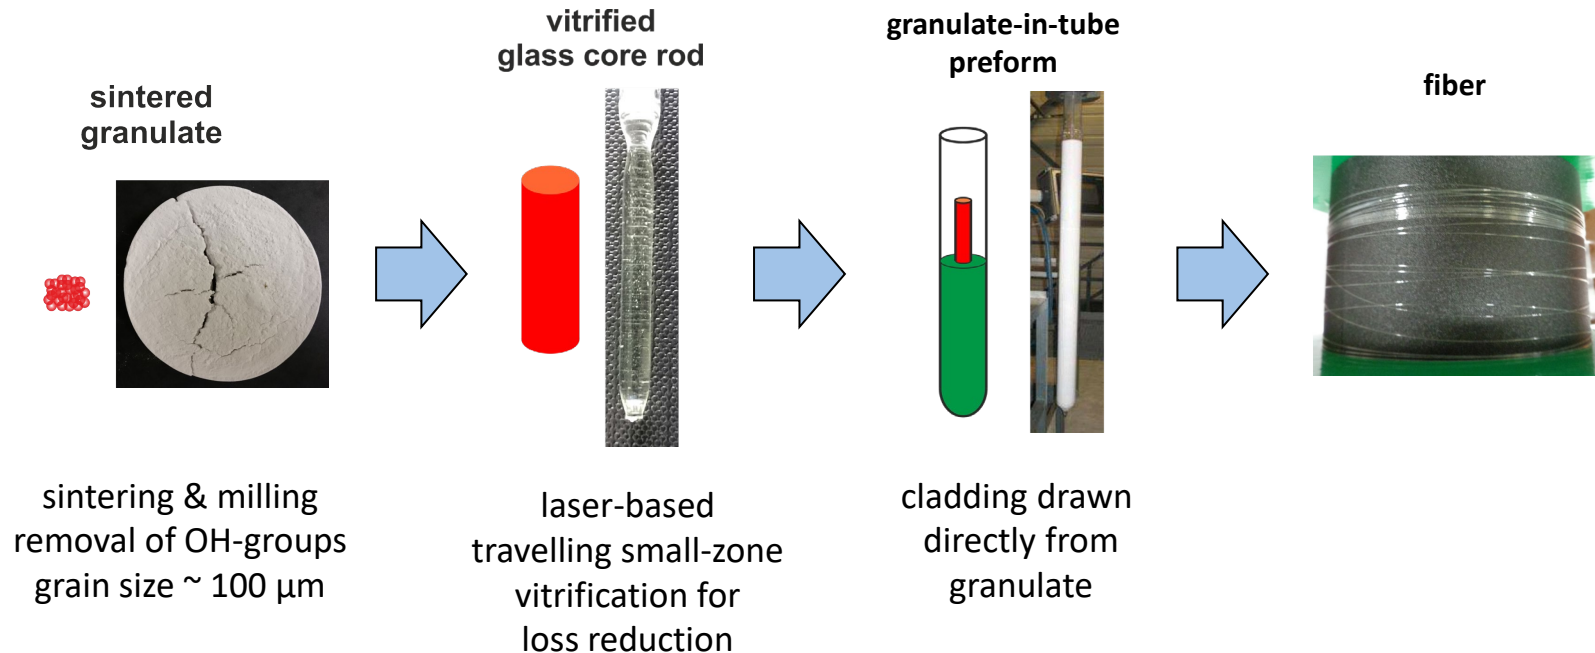 sintered
granulate
sintering & milling
removal of OH-groups
grain size ~ 100 µm
vitrified
glass core rod
laser-based
travelling small-zone
vitrification for
loss reduction
granulate-in-tube
preform
cladding drawn
directly from
granulate
fiber